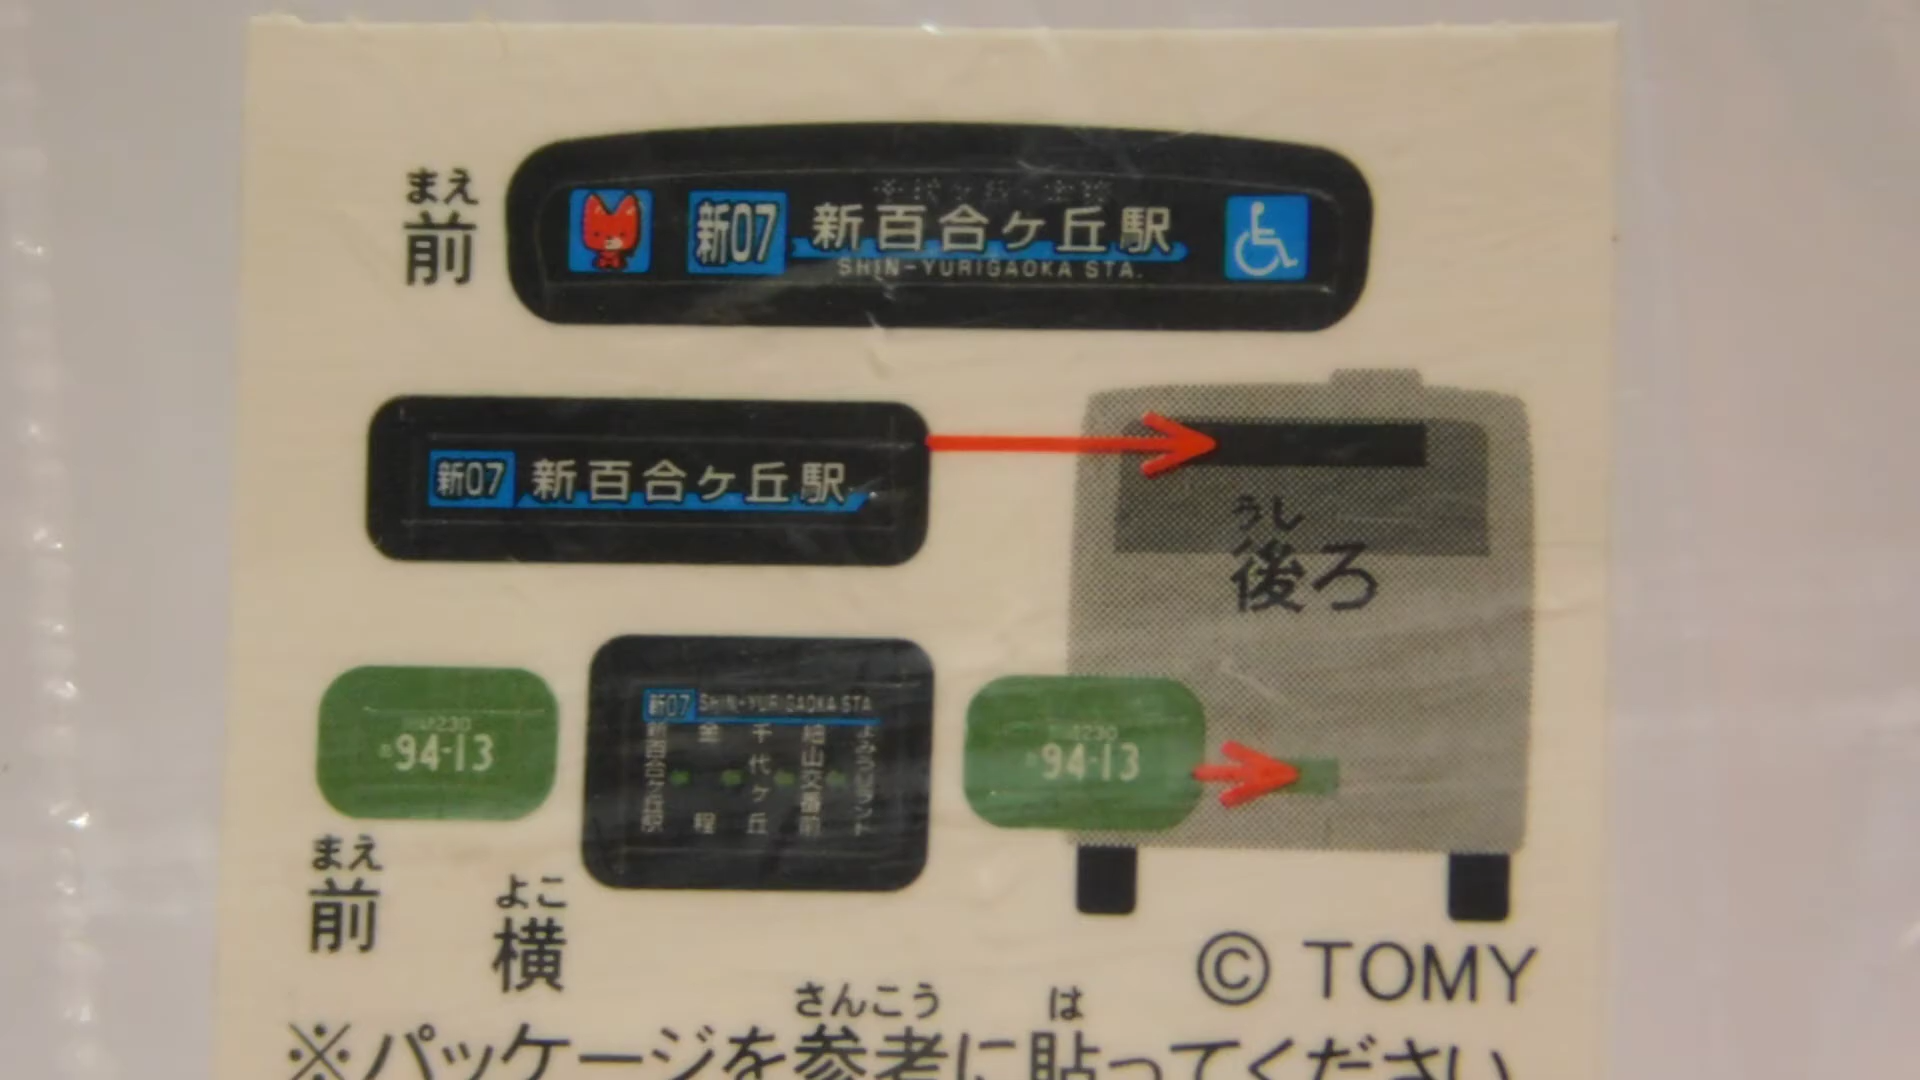 まえ
前
新07 新百合ヶ丘駅
SHIN-YURIGAOKA STA.
新07 新百合ヶ丘駅
うし
後ろ
230
94-13
新07 SHIN-YURIGAOKA STA
新百合ヶ丘駅
金程
千代ヶ丘
細山交番前
よみうりランド
230
94-13
まえ
前
よこ
横
© TOMY
さんこう は
※パッケージを参考に貼ってください